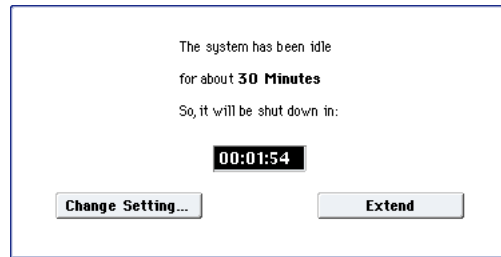 The system has been idle
for about 30 Minutes
So, it will be shut down in:
00:01:54
Change Setting... Extend